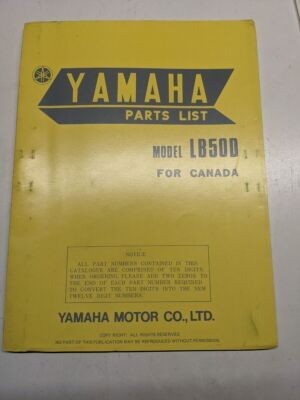 YAMAHA
PARTS LIST
MODEL LB50D
FOR CANADA
NOTICE
ALL PART NUMBERS CONTAINED IN THIS
CATALOGUE ARE COMPRISED OF TEN DIGITS.
WHEN ORDERING PLEASE ADD TWO ZEROS TO
THE END OF EACH PART NUMBER REQUIRED
TO CONVERT THE TEN DIGITS INTO THE NEW
TWELVE DIGIT NUMBERS.
YAMAHA MOTOR CO., LTD.
COPY RIGHT: ALL RIGHTS RESERVED
NO PART OF THIS PUBLICATION MAY BE REPRODUCED WITHOUT PERMISSION.